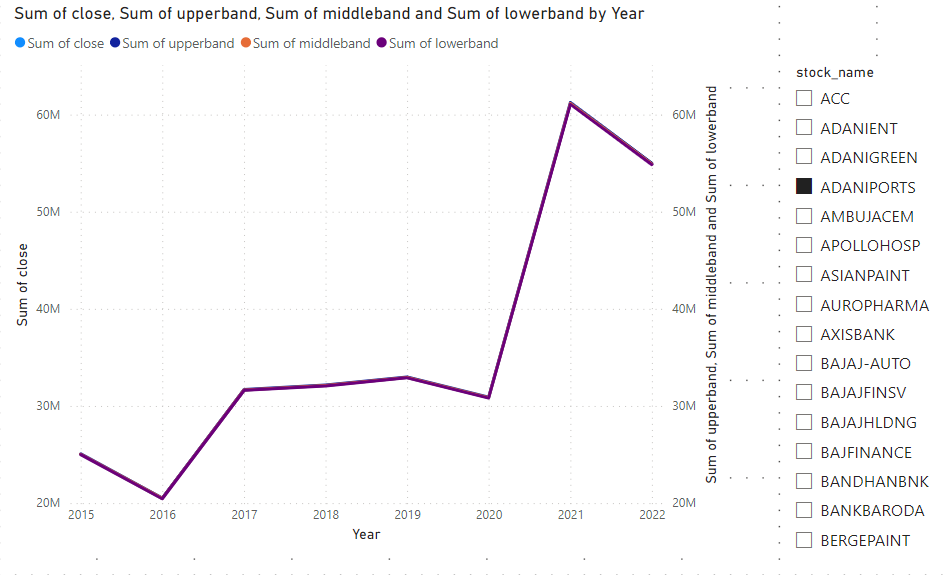 Sum of close, Sum of upperband, Sum of middleband and Sum of lowerband by Year
Sum of close Sum of upperband Sum of middleband Sum of lowerband
Sum of close
60M
50M
40M
30M
20M
60M
50M
40M
30M
20M
Sum of upperband, Sum of middleband and Sum of lowerband
2015 2016 2017 2018 2019 2020 2021 2022
Year
stock_name
ACC
ADANIENT
ADANIGREEN
ADANIPORTS
AMBUJACEM
APOLLOHOSP
ASIANPAINT
AUROPHARMA
AXISBANK
BAJAJ-AUTO
BAJAJFINSV
BAJAJHLDNG
BAJFINANCE
BANDHANBNK
BANKBARODA
BERGEPAINT